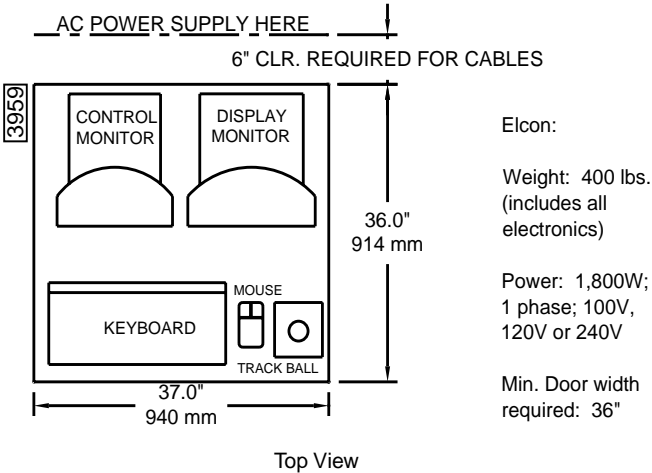 AC POWER SUPPLY HERE
6" CLR. REQUIRED FOR CABLES
3959
CONTROL
MONITOR
DISPLAY
MONITOR
Elcon:
Weight: 400 lbs.
(includes all
electronics)
36.0"
914 mm
Power: 1,800W;
1 phase; 100V,
120V or 240V
MOUSE
KEYBOARD
TRACK BALL
Min. Door width
required: 36"
37.0"
940 mm
Top View